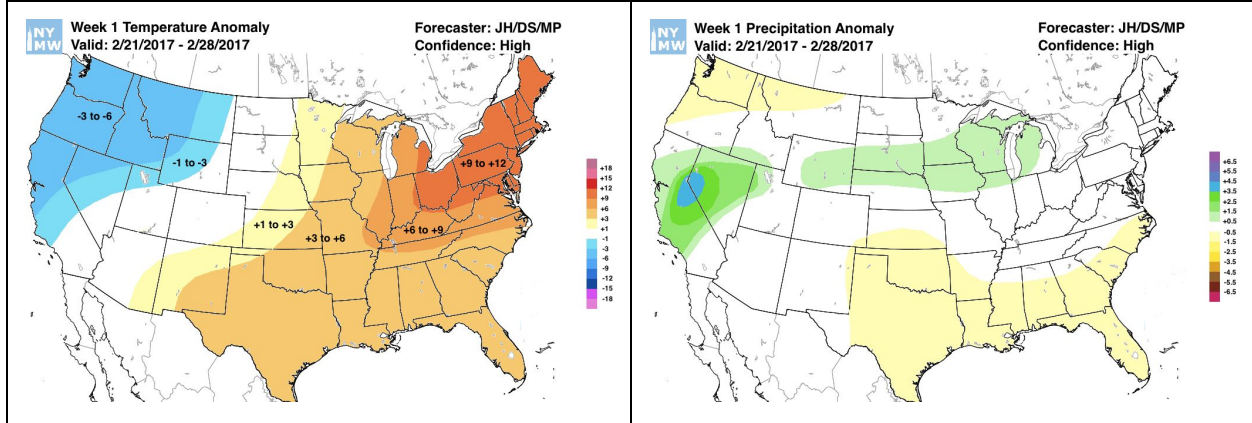 NY
MW
Week 1 Temperature Anomaly
Valid: 2/21/2017 - 2/28/2017
Forecaster: JH/DS/MP
Confidence: High
-3 to -6
-1 to -3
+1 to +3
+3 to +6
+6 to +9
+9 to +12
+18
+15
+12
+9
+6
+3
+1
-1
-3
-6
-9
-12
-15
-18
NY
MW
Week 1 Precipitation Anomaly
Valid: 2/21/2017 - 2/28/2017
Forecaster: JH/DS/MP
Confidence: High
+6.5
+5.5
+4.5
+3.5
+2.5
+1.5
+0.5
-0.5
-1.5
-2.5
-3.5
-4.5
-5.5
-6.5